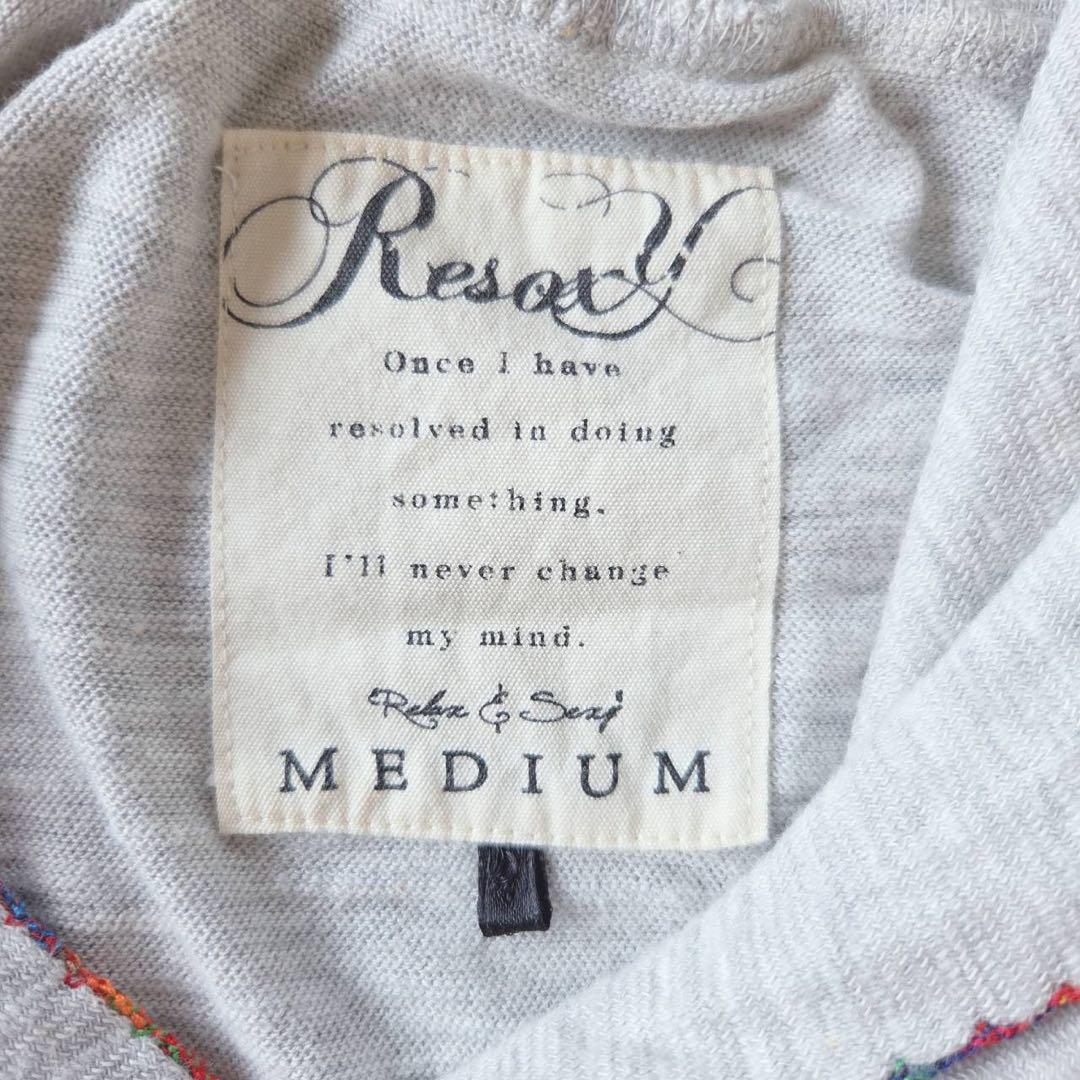 Resoxy
Once I have
resolved in doing
something.
I'll never change
my mind.
"Relax & Sexy"
MEDIUM